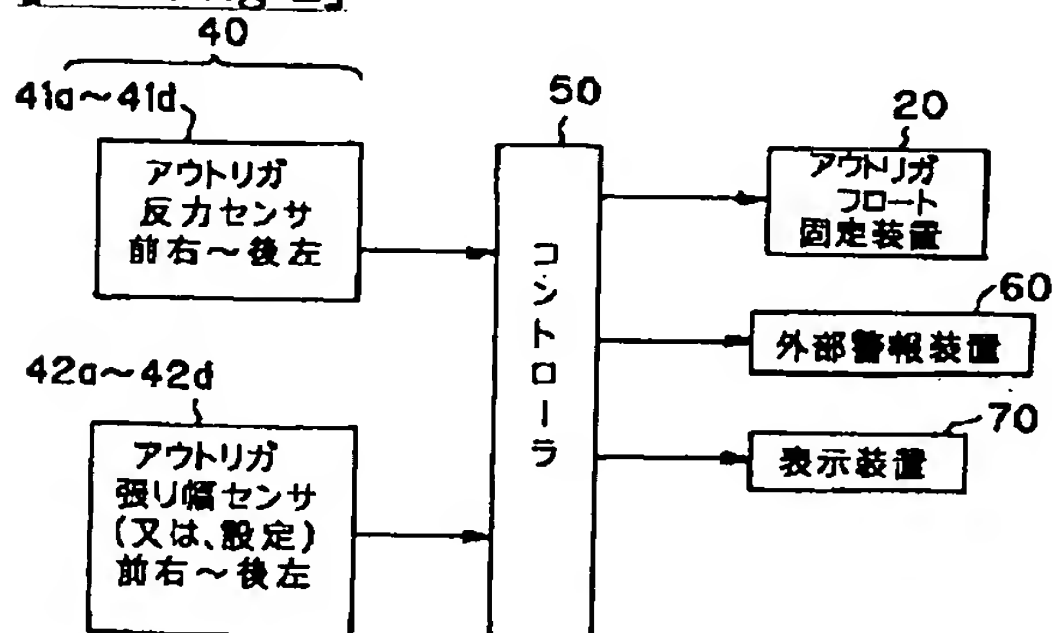 40
41a～41d
アウトリガ
反力センサ
前右～後左
42a～42d
アウトリガ
張り幅センサ
(又は、設定)
前右～後左
50
コントローラ
20
アウトリガ
フロート
固定装置
60
外部警報装置
70
表示装置